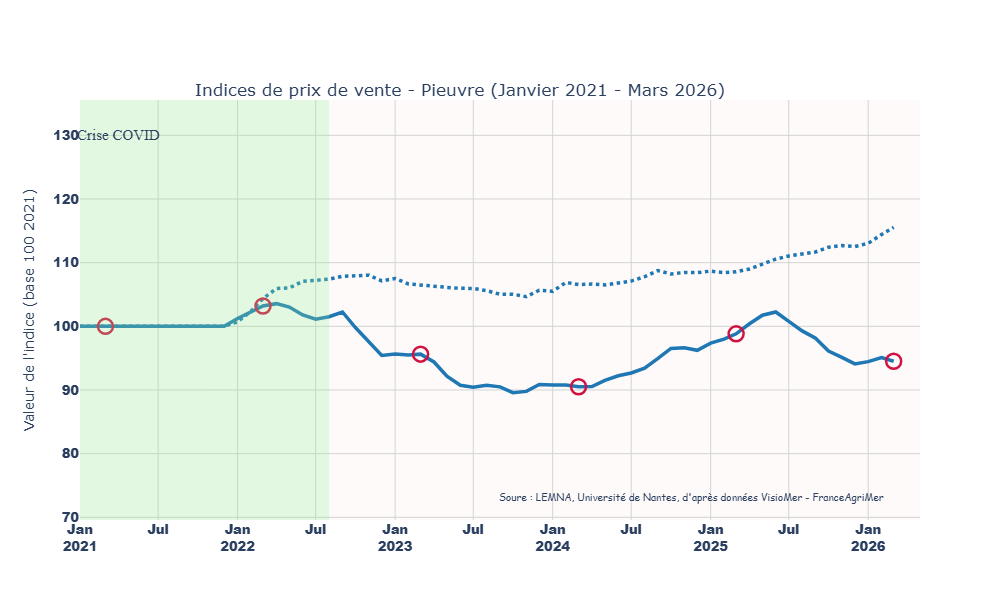 Indices de prix de vente - Pieuvre (Janvier 2021 - Mars 2026)
Crise COVID
Valeur de l'indice (base 100 2021)
130
120
110
100
90
80
70
Soure : LEMNA, Université de Nantes, d'après données VisioMer - FranceAgriMer
Jan Jul Jan Jul Jan Jul Jan Jul Jan Jul Jan
2021 2022 2023 2024 2025 2026